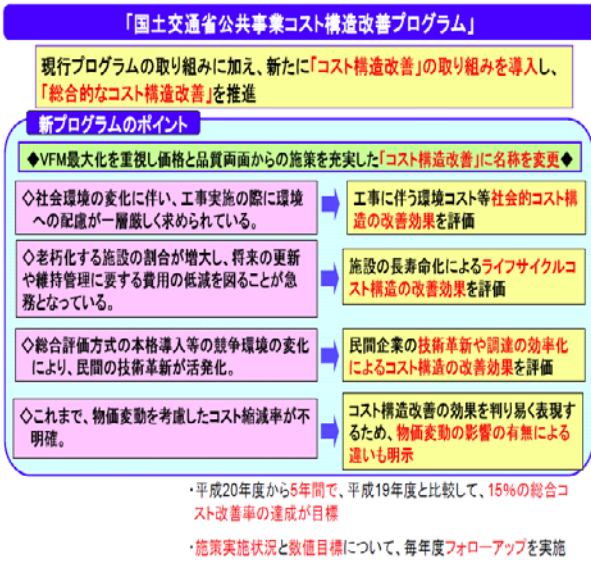 「国土交通省公共事業コスト構造改善プログラム」
現行プログラムの取り組みに加え、新たに「コスト構造改善」の取り組みを導入し、
「総合的なコスト構造改善」を推進
新プログラムのポイント
◆VFM最大化を重視し価格と品質両面からの施策を充実した「コスト構造改善」に名称を変更◆
◇社会環境の変化に伴い、工事実施の際に環境
への配慮が一層厳しく求められている。
工事に伴う環境コスト等社会的コスト構
造の改善効果を評価
◇老朽化する施設の割合が増大し、将来の更新
や維持管理に要する費用の低減を図ることが急
務となっている。
施設の長寿命化によるライフサイクルコ
スト構造の改善効果を評価
◇総合評価方式の本格導入等の競争環境の変化
により、民間の技術革新が活発化。
民間企業の技術革新や調達の効率化
によるコスト構造の改善効果を評価
◇これまで、物価変動を考慮したコスト縮減率が不
明確。
コスト構造改善の効果を判り易く表現す
るため、物価変動の影響の有無による
違いも明示
・平成20年度から5年間で、平成19年度と比較して、15%の総合コ
スト改善率の達成が目標
・施策実施状況と数値目標について、毎年度フォローアップを実施